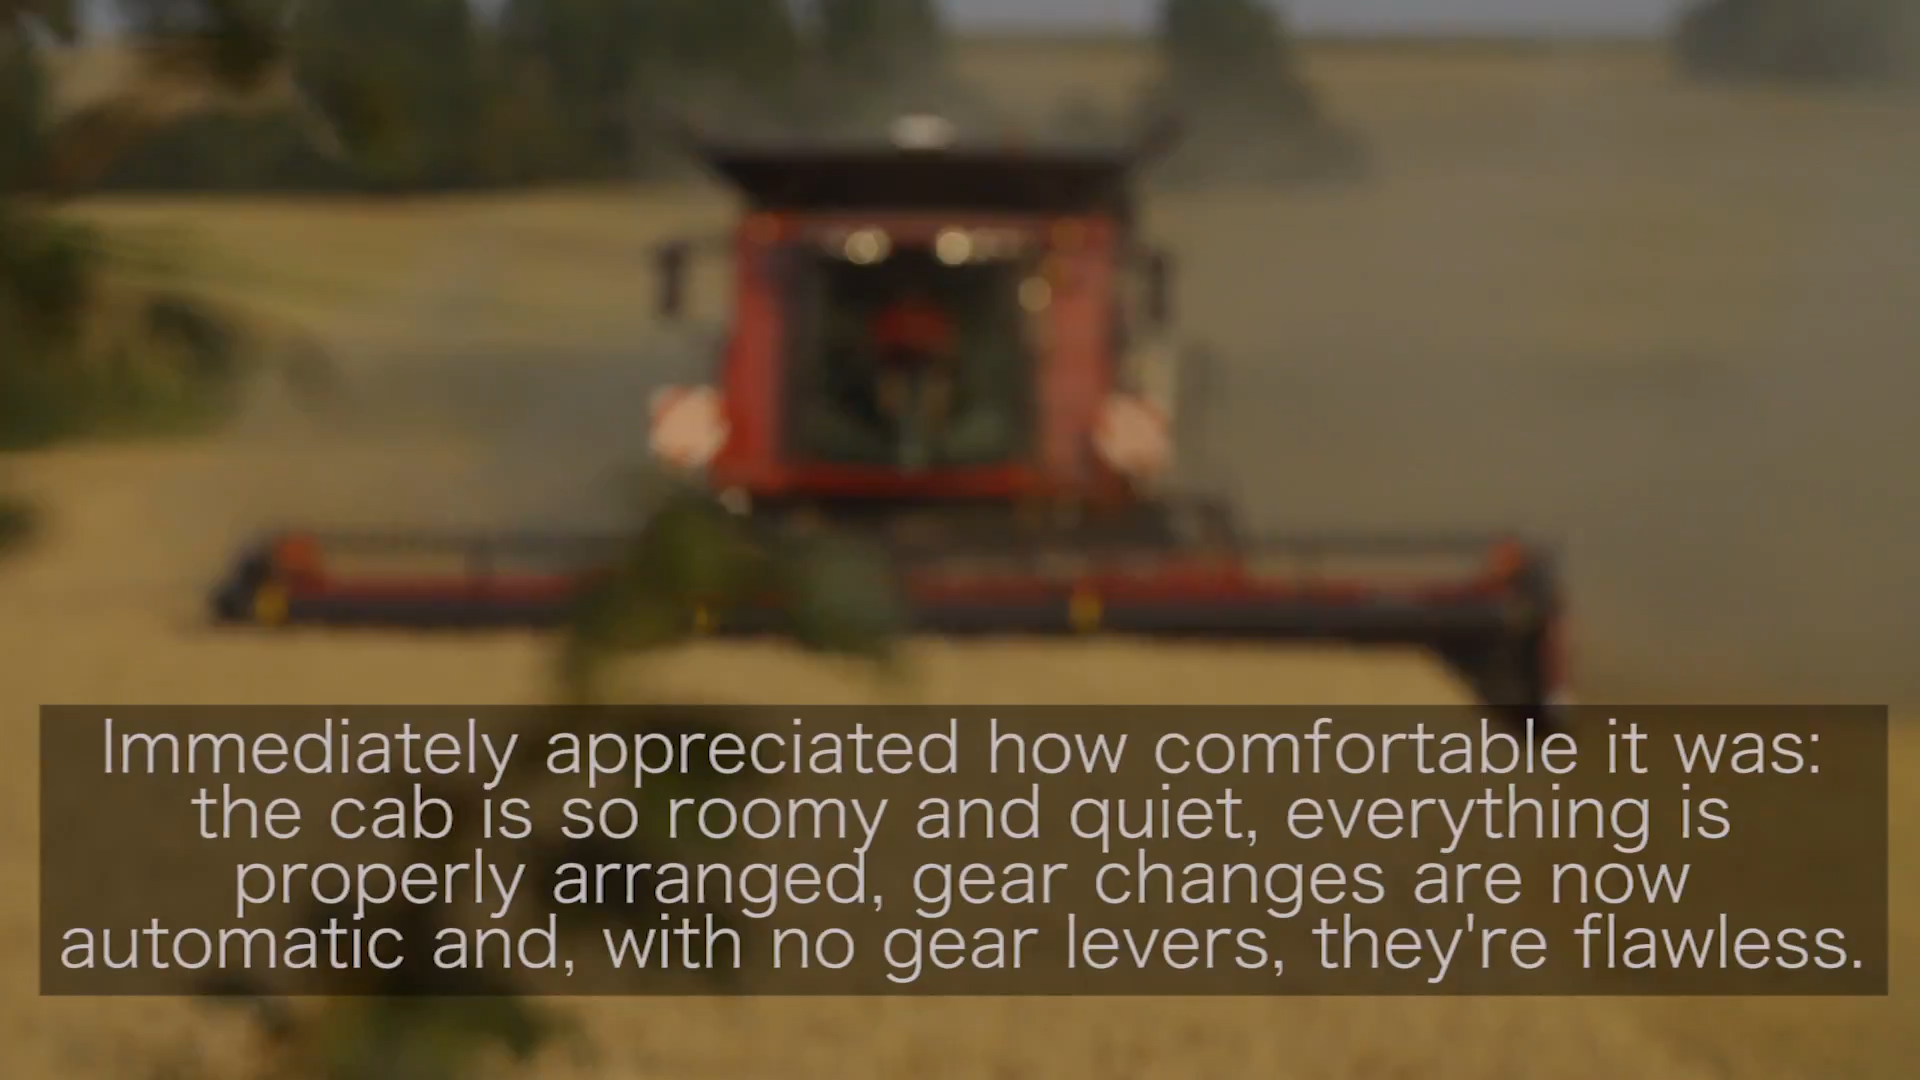 Immediately appreciated how comfortable it was:
the cab is so roomy and quiet, everything is
properly arranged, gear changes are now
automatic and, with no gear levers, they're flawless.